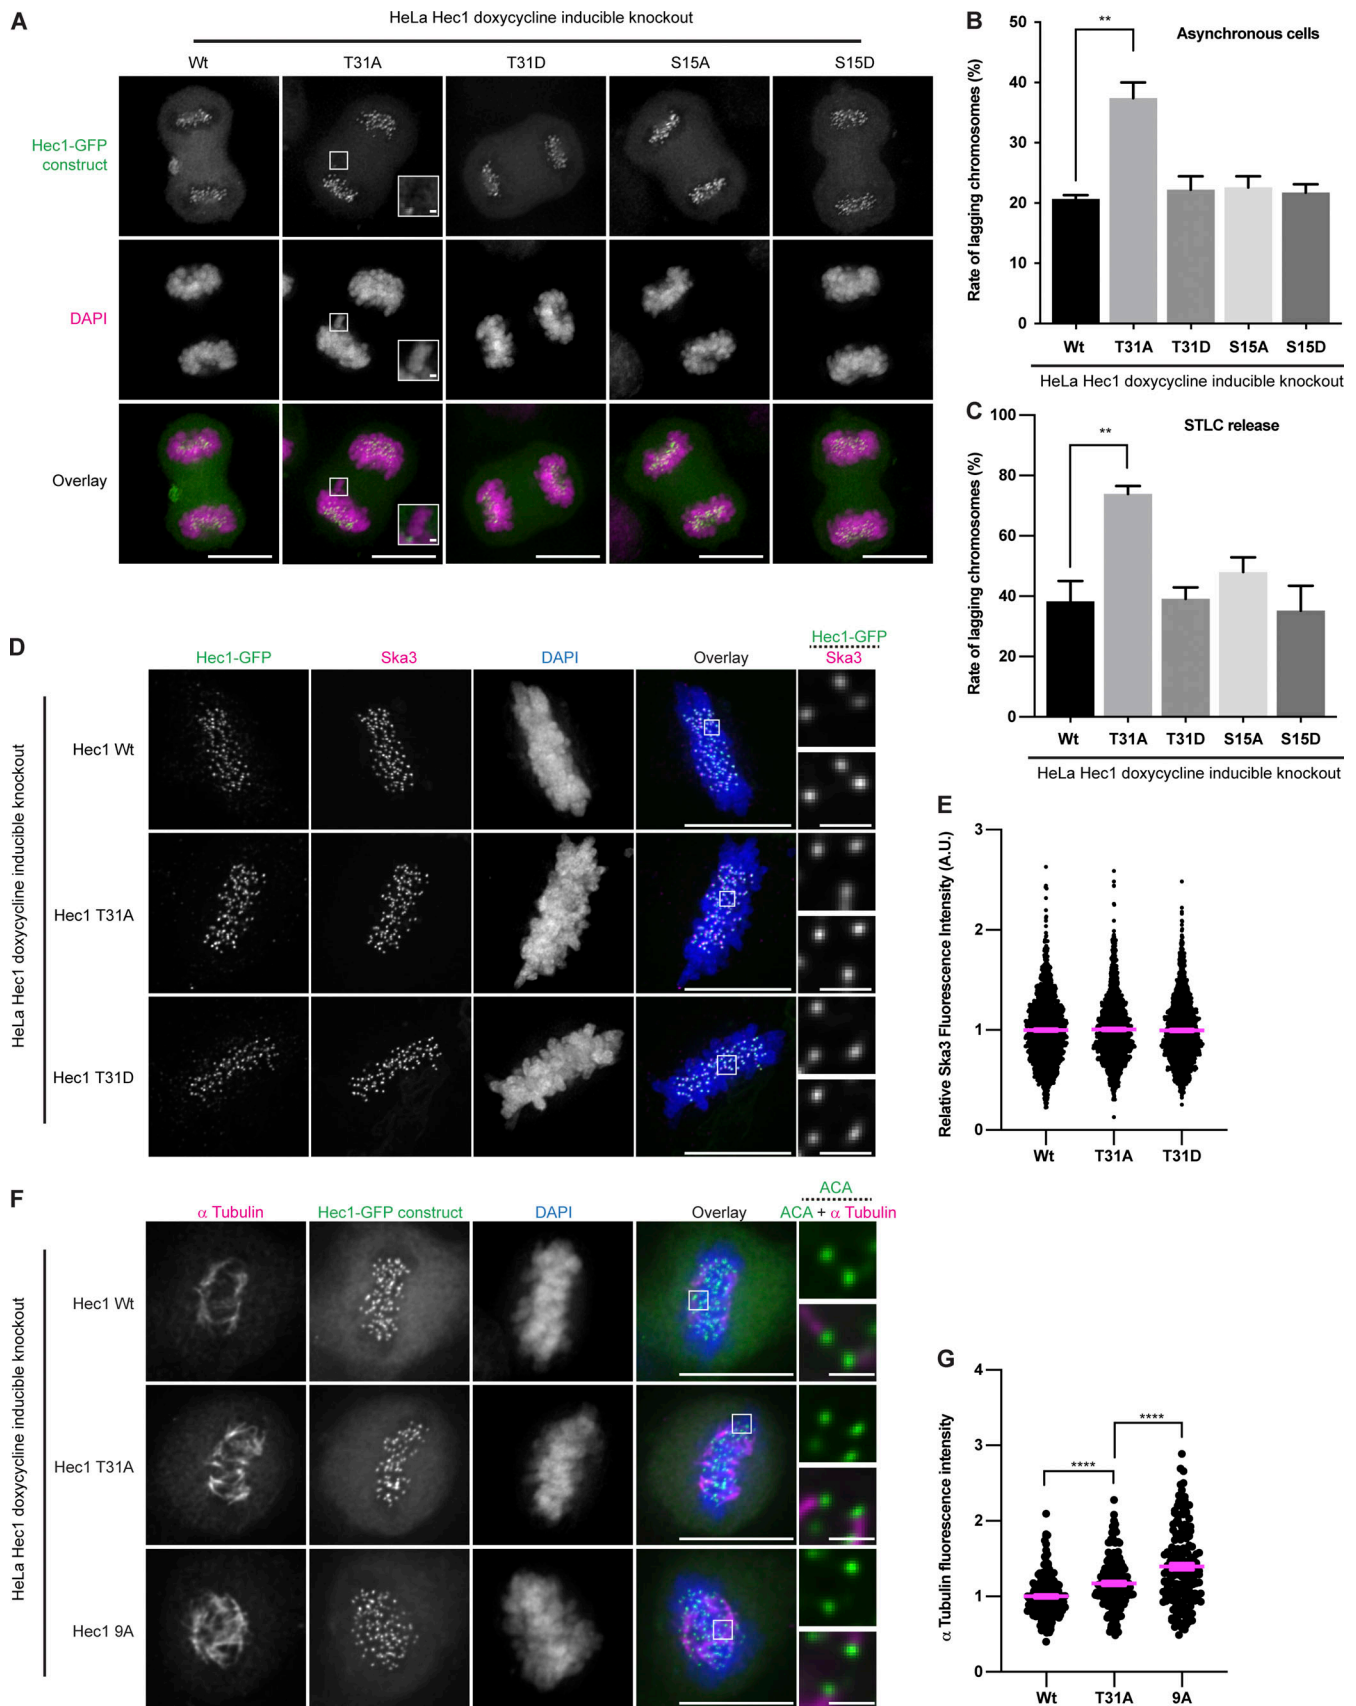 A
HeLa Hec1 doxycycline inducible knockout
Wt T31A T31D S15A S15D
Hec1-GFP
construct
DAPI
Overlay
B
Asynchronous cells
**
Rate of lagging chromosomes (%)
50
40
30
20
10
0
Wt T31A T31D S15A S15D
HeLa Hec1 doxycycline inducible knockout
C
STLC release
**
Rate of lagging chromosomes (%)
100
80
60
40
20
0
Wt T31A T31D S15A S15D
HeLa Hec1 doxycycline inducible knockout
D
Hec1-GFP Ska3 DAPI Overlay
Hec1-GFP
Ska3
HeLa Hec1 doxycycline inducible knockout
Hec1 Wt
Hec1 T31A
Hec1 T31D
E
Relative Ska3 Fluorescence Intensity (A.U.)
3
2
1
0
Wt T31A T31D
F
α Tubulin Hec1-GFP construct DAPI Overlay
ACA
ACA + α Tubulin
HeLa Hec1 doxycycline inducible knockout
Hec1 Wt
Hec1 T31A
Hec1 9A
G
α Tubulin fluorescence intensity
4
3
2
1
0
****
****
Wt T31A 9A